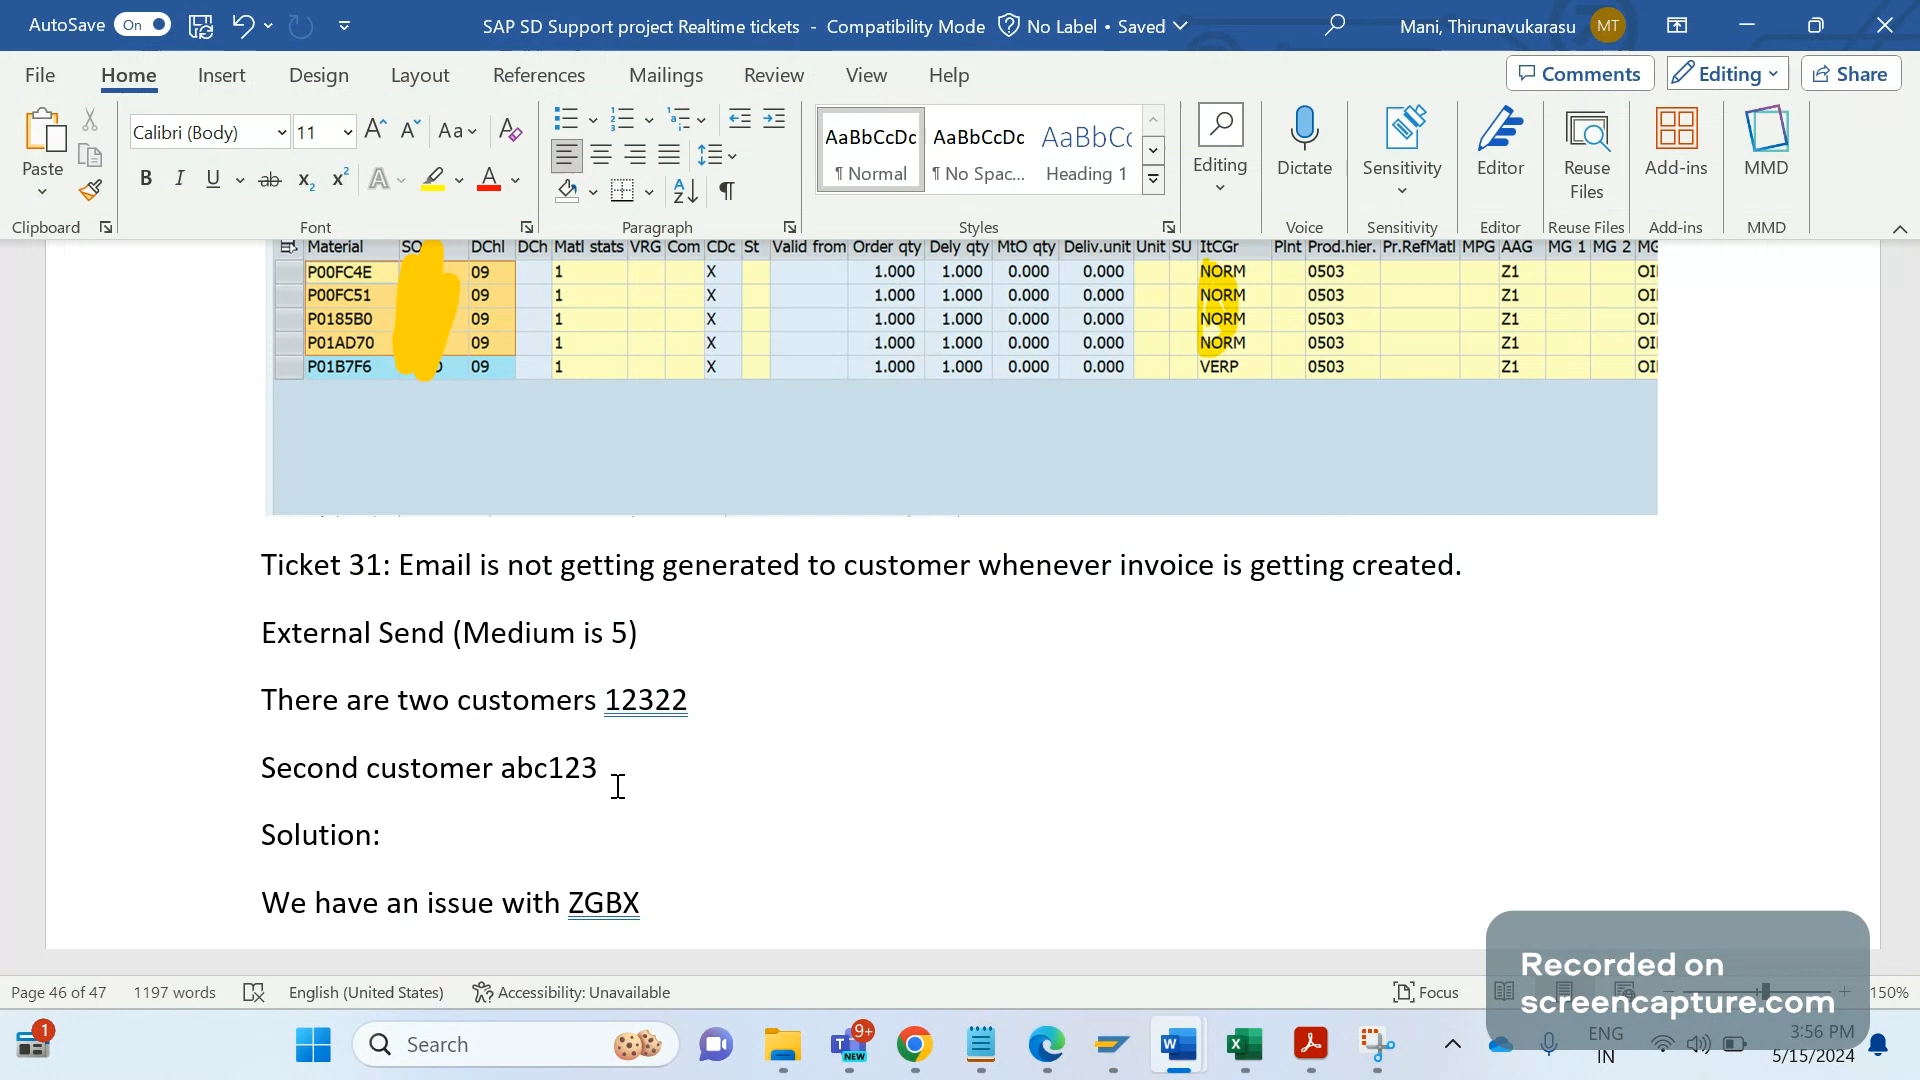 AutoSave On SAP SD Support project Realtime tickets - Compatibility Mode No Label • Saved Mani, Thirunavukarasu MT
File Home Insert Design Layout References Mailings Review View Help Comments Editing Share
Calibri (Body) 11 Aa AaBbCcDc AaBbCcDc AaBbCc
Paste B I U ab ¶ Normal ¶ No Spac... Heading 1 Editing Dictate Sensitivity Editor Reuse Files Add-ins MMD
Clipboard Font Paragraph Styles Voice Sensitivity Editor Reuse Files Add-ins MMD
Material DChl DCh Matl stats VRG Com CDc St Valid from Order qty Dely qty MtO qty Deliv.unit Unit SU ItCGr Plnt Prod.hier. Pr.RefMatl MPG AAG MG 1 MG 2
P00FC4E 09 1 X 1.000 1.000 0.000 0.000 NORM 0503 Z1
P00FC51 09 1 X 1.000 1.000 0.000 0.000 NORM 0503 Z1
P0185B0 09 1 X 1.000 1.000 0.000 0.000 NORM 0503 Z1
P01AD70 09 1 X 1.000 1.000 0.000 0.000 NORM 0503 Z1
P01B7F6 09 1 X 1.000 1.000 0.000 0.000 VERP 0503 Z1
Ticket 31: Email is not getting generated to customer whenever invoice is getting created.
External Send (Medium is 5)
There are two customers 12322
Second customer abc123
Solution:
We have an issue with ZGBX
Recorded on
screencapture.com
Page 46 of 47 1197 words English (United States) Accessibility: Unavailable Focus 150%
1 Search 9+ NEW ENG IN 3:56 PM 5/15/2024